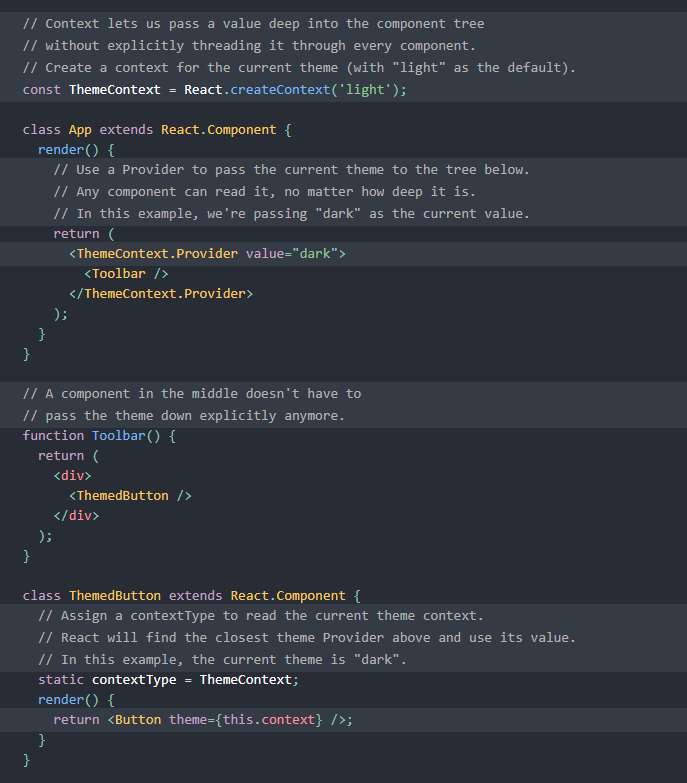 // Context lets us pass a value deep into the component tree
// without explicitly threading it through every component.
// Create a context for the current theme (with "light" as the default).
const ThemeContext = React.createContext('light');

class App extends React.Component {
  render() {
    // Use a Provider to pass the current theme to the tree below.
    // Any component can read it, no matter how deep it is.
    // In this example, we're passing "dark" as the current value.
    return (
      <ThemeContext.Provider value="dark">
        <Toolbar />
      </ThemeContext.Provider>
    );
  }
}

// A component in the middle doesn't have to
// pass the theme down explicitly anymore.
function Toolbar() {
  return (
    <div>
      <ThemedButton />
    </div>
  );
}

class ThemedButton extends React.Component {
  // Assign a contextType to read the current theme context.
  // React will find the closest theme Provider above and use its value.
  // In this example, the current theme is "dark".
  static contextType = ThemeContext;
  render() {
    return <Button theme={this.context} />;
  }
}